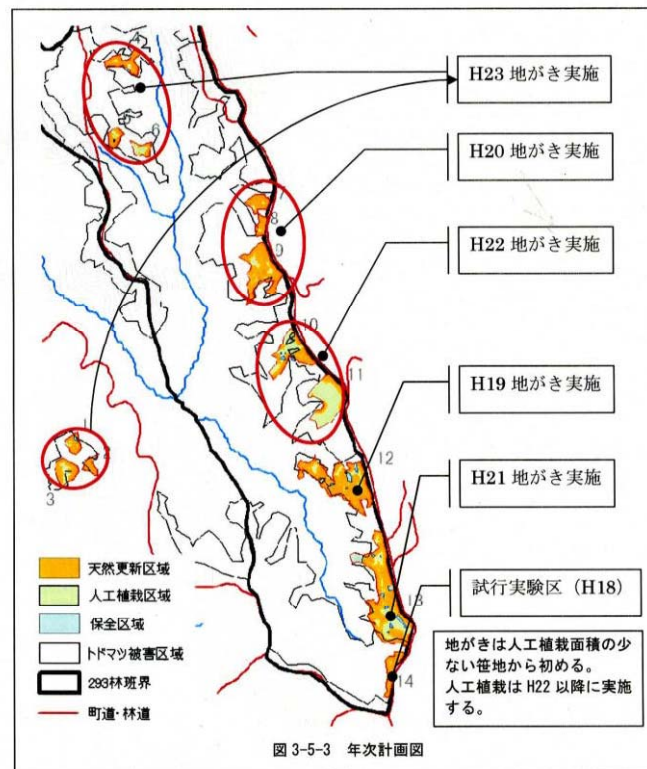 H23 地がき実施
H20 地がき実施
H22 地がき実施
H19 地がき実施
H21 地がき実施
試行実験区（H18）
地がきは人工植栽面積の少
ない笹地から初める。
人工植栽は H22 以降に実施
する。
4
5
6
7
8
9
10
11
1
2
3
12
13
14
天然更新区域
人工植栽区域
保全区域
トドマツ被害区域
293林班界
町道・林道
図 3-5-3 年次計画図